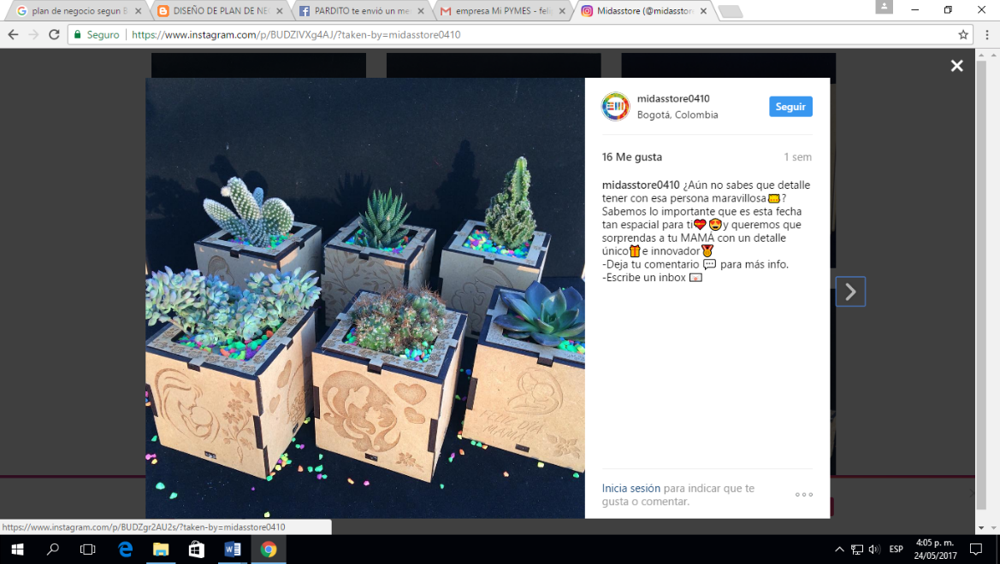 plan de negocio segun B
DISEÑO DE PLAN DE NEG
PARDITO te envió un me
empresa Mi PYMES - feli
Midasstore (@midasstore
Seguro
https://www.instagram.com/p/BUDZIVXg4AJ/?taken-by=midasstore0410
midasstore0410
Bogotá, Colombia
Seguir
16 Me gusta
1 sem
midasstore0410 ¿Aún no sabes que detalle
tener con esa persona maravillosa?
Sabemos lo importante que es esta fecha
tan espacial para ti💝😍y queremos que
sorprendas a tu MAMÁ con un detalle
único🎁e innovador🏅
-Deja tu comentario 💬 para más info.
-Escribe un inbox 💌
FELIZ DIA
MAMÁ
Inicia sesión para indicar que te
gusta o comentar.
https://www.instagram.com/p/BUDZgr2AU2s/?taken-by=midasstore0410
ESP
4:05 p. m.
24/05/2017